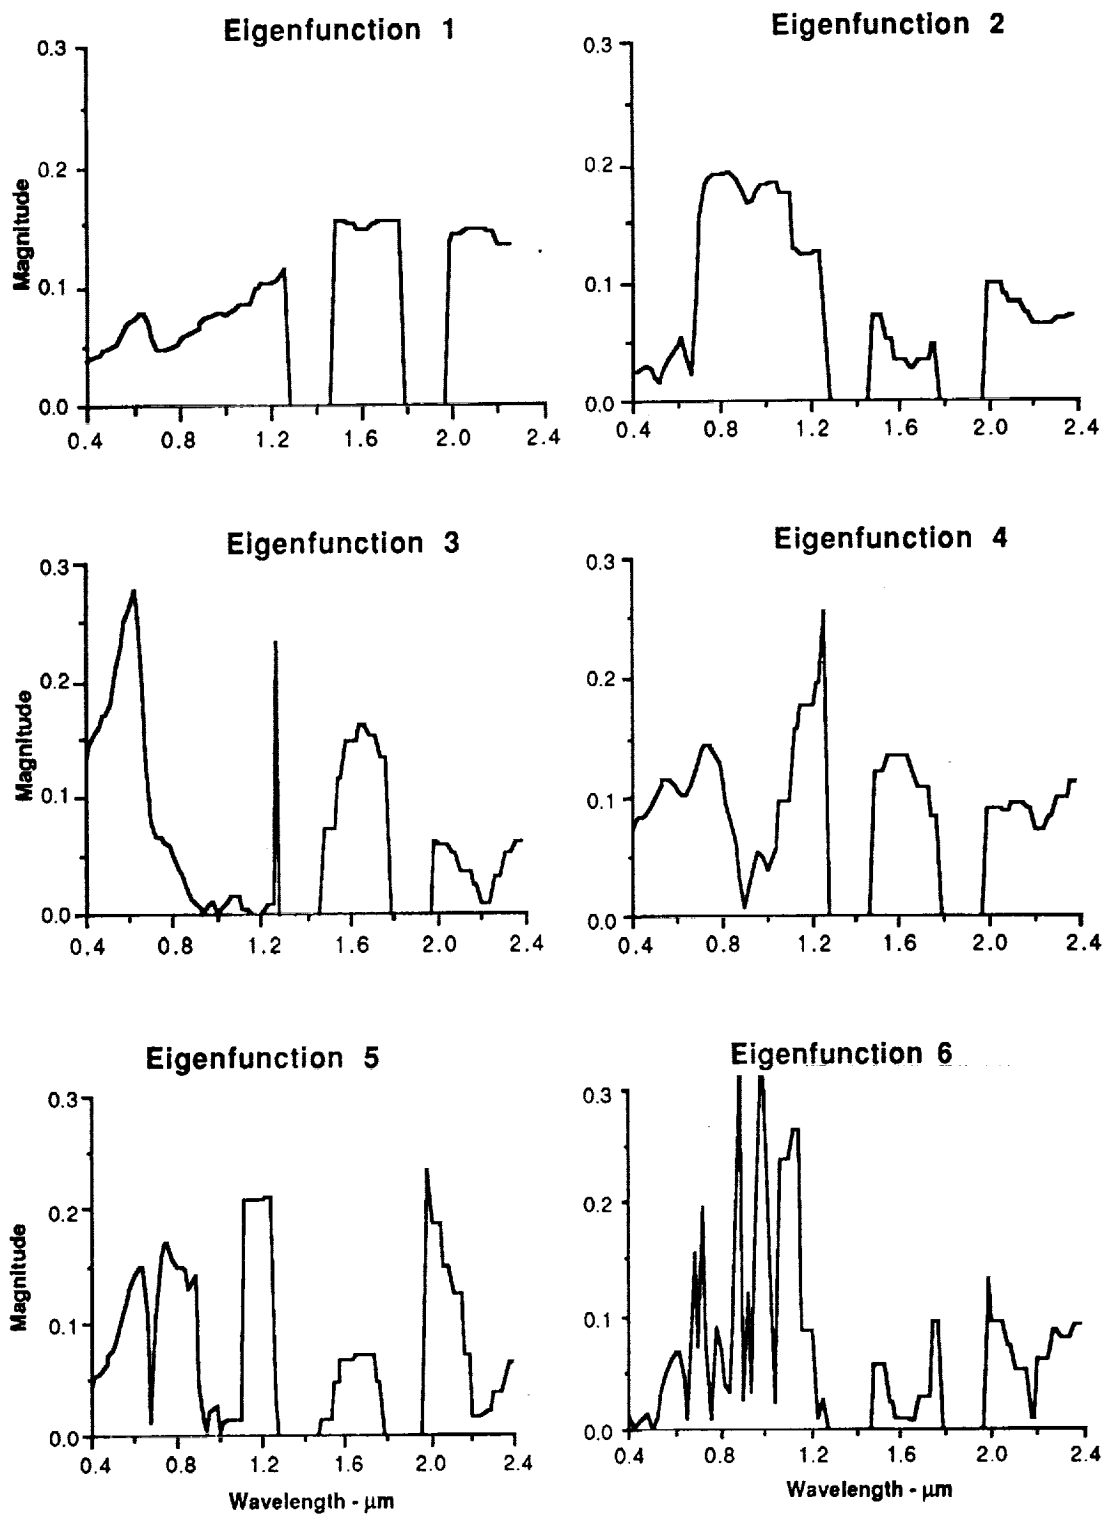 Eigenfunction 1
0.3
0.2
0.1
0.0
Magnitude
0.4 0.8 1.2 1.6 2.0 2.4
Eigenfunction 2
0.3
0.2
0.1
0.0
0.4 0.8 1.2 1.6 2.0 2.4
Eigenfunction 3
0.3
0.2
0.1
0.0
Magnitude
0.4 0.8 1.2 1.6 2.0 2.4
Eigenfunction 4
0.3
0.2
0.1
0.0
0.4 0.8 1.2 1.6 2.0 2.4
Eigenfunction 5
0.3
0.2
0.1
0.0
Magnitude
0.4 0.8 1.2 1.6 2.0 2.4
Wavelength - µm
Eigenfunction 6
0.3
0.2
0.1
0.0
0.4 0.8 1.2 1.6 2.0 2.4
Wavelength - µm